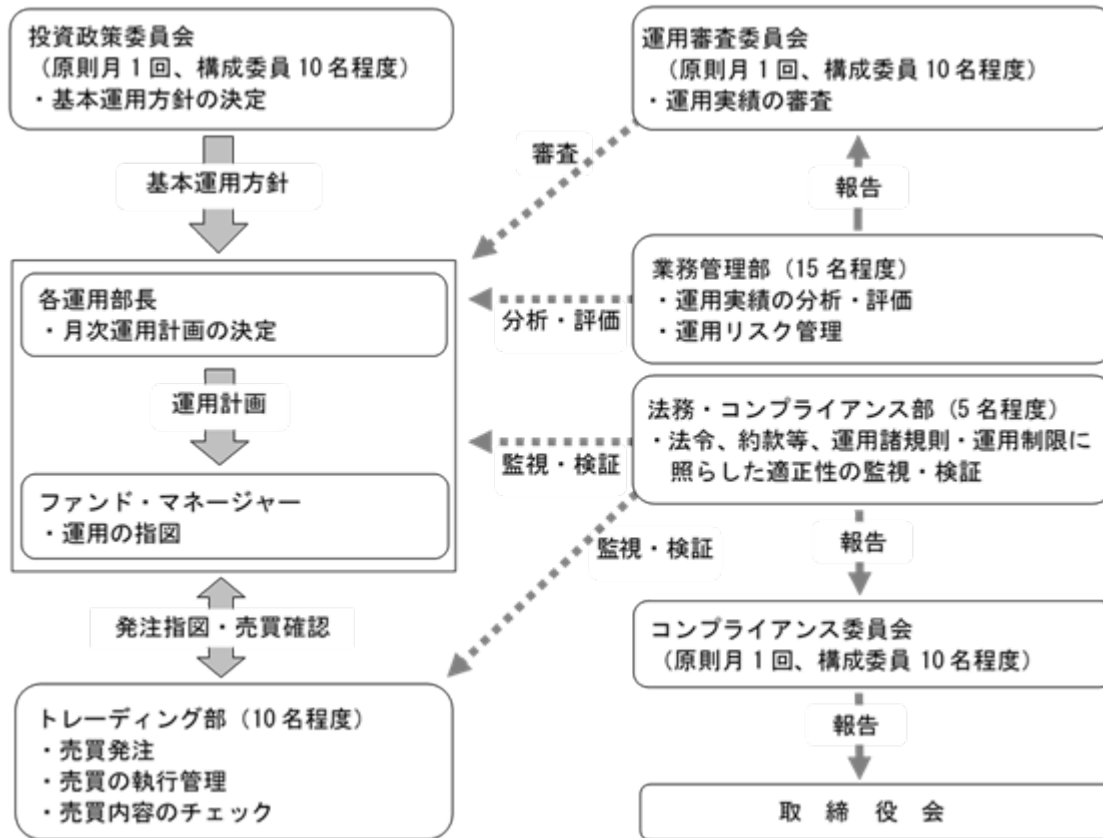 投資政策委員会
（原則月1回、構成委員10名程度）
・基本運用方針の決定
基本運用方針
各運用部長
・月次運用計画の決定
運用計画
ファンド・マネージャー
・運用の指図
発注指図・売買確認
トレーディング部（10名程度）
・売買発注
・売買の執行管理
・売買内容のチェック
運用審査委員会
（原則月1回、構成委員10名程度）
・運用実績の審査
審査
報告
業務管理部（15名程度）
・運用実績の分析・評価
・運用リスク管理
分析・評価
法務・コンプライアンス部（5名程度）
・法令、約款等、運用諸規則・運用制限に
照らした適正性の監視・検証
監視・検証
監視・検証
報告
コンプライアンス委員会
（原則月1回、構成委員10名程度）
報告
取締役会